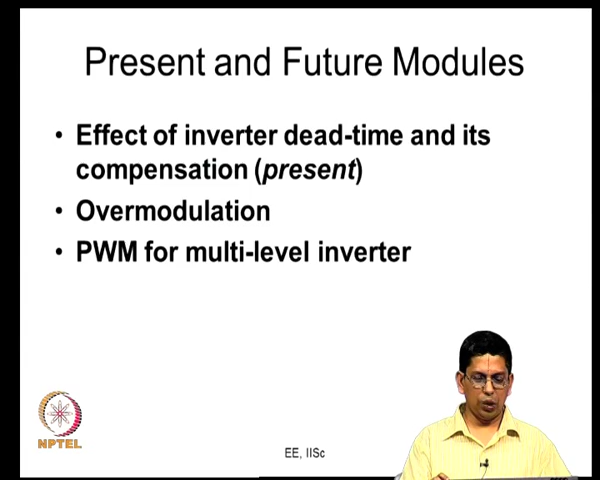 Present and Future Modules
• Effect of inverter dead-time and its
compensation (present)
• Overmodulation
• PWM for multi-level inverter
NPTEL
EE, IISc